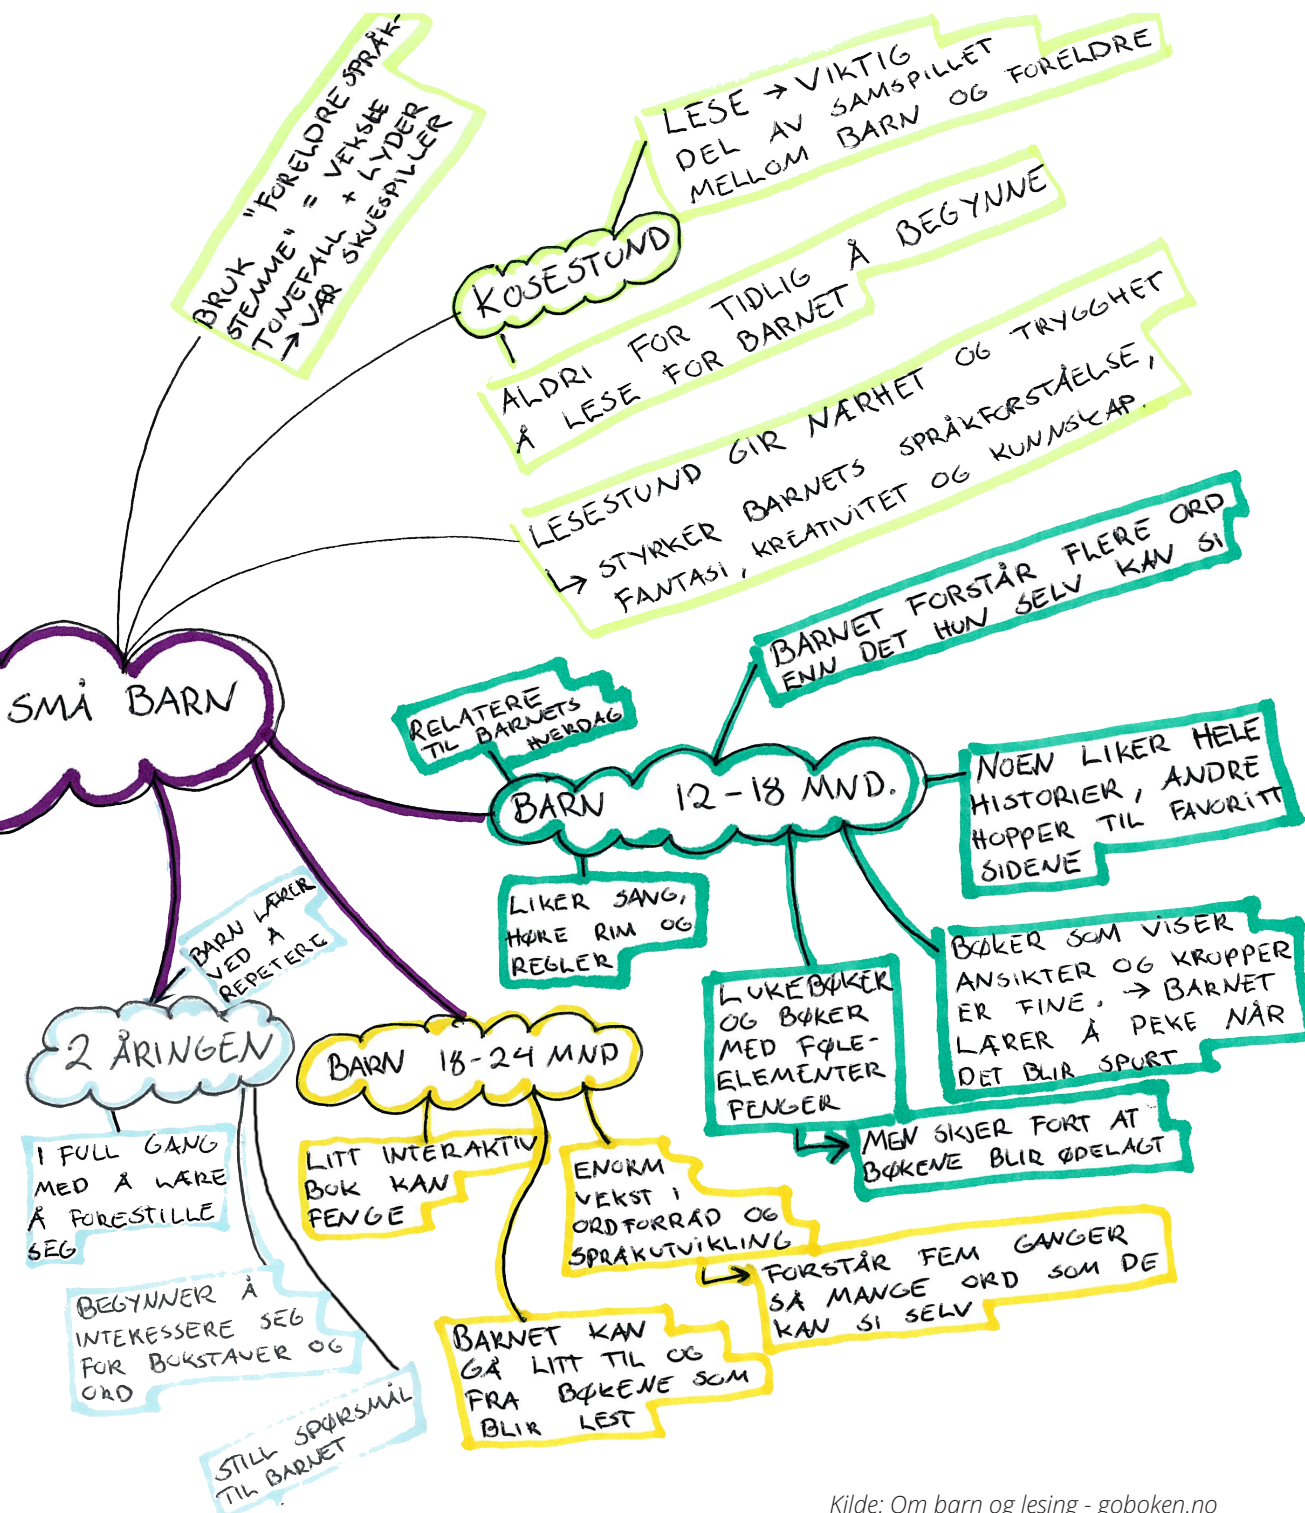 BRUK "FORELDRE SPRÅK-
STEMME" = VEKSLE
TONEFALL + LYDER
→ VÆR SKUESPILLER
KOSESTUND
LESE → VIKTIG
DEL AV SAMSPILLET
MELLOM BARN OG FORELDRE
ALDRI FOR TIDLIG Å BEGYNNE
Å LESE FOR BARNET
LESESTUND GIR NÆRHET OG TRYGGHET
↳ STYRKER BARNETS SPRÅKFORSTÅELSE,
FANTASI, KREATIVITET OG KUNNSKAP.
SMÅ BARN
BARN 12-18 MND.
RELATERE
TIL BARNETS
HVERDAG
BARNET FORSTÅR FLERE ORD
ENN DET HUN SELV KAN SI
NOEN LIKER HELE
HISTORIER, ANDRE
HOPPER TIL FAVORITT
SIDENE
LIKER SANG,
HØRE RIM OG
REGLER
LUKEBØKER
OG BØKER
MED FØLE-
ELEMENTER
FENGER
↳ MEN SKJER FORT AT
BØKENE BLIR ØDELAGT
BØKER SOM VISER
ANSIKTER OG KROPPER
ER FINE. → BARNET
LÆRER Å PEKE NÅR
DET BLIR SPURT
BARN 18-24 MND
LITT INTERAKTIV
BOK KAN
FENGE
ENORM
VEKST I
ORDFORRÅD OG
SPRÅKUTVIKLING
↳ FORSTÅR FEM GANGER
SÅ MANGE ORD SOM DE
KAN SI SELV
BARNET KAN
GÅ LITT TIL OG
FRA BØKENE SOM
BLIR LEST
2 ÅRINGEN
BARN LÆRER
VED Å
REPETERE
I FULL GANG
MED Å LÆRE
Å FORESTILLE
SEG
BEGYNNER Å
INTERESSERE SEG
FOR BOKSTAVER OG
ORD
STILL SPØRSMÅL
TIL BARNET
Kilde: Om barn og lesing - goboken.no